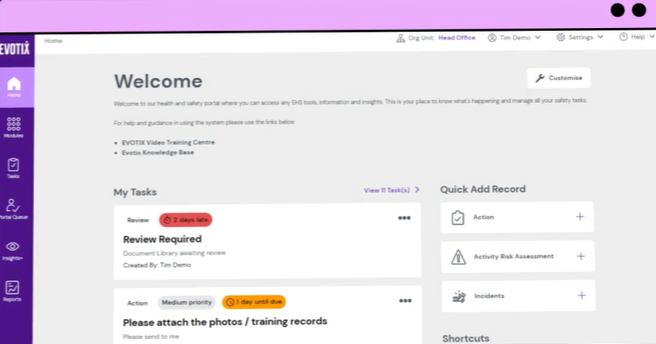 EVOTIX
Home
Org Unit: Head Office
Tim Demo
Settings
Help
Home
Modules
Tasks
Portal Queue
Insights+
Reports
Welcome
Customise
Welcome to our health and safety portal where you can access any EHS tools, information and insights. This is your place to know what's happening and manage all your safety tasks.
For help and guidance in using the system please use the links below
EVOTIX Video Training Centre
Evotix Knowledge Base
My Tasks
View 11 Task(s)
Review
2 days late
Review Required
Document Library awaiting review
Created By: Tim Demo
Action
Medium priority
1 day until due
Please attach the photos / training records
Please send to me
Quick Add Record
Action
Activity Risk Assessment
Incidents
Shortcuts